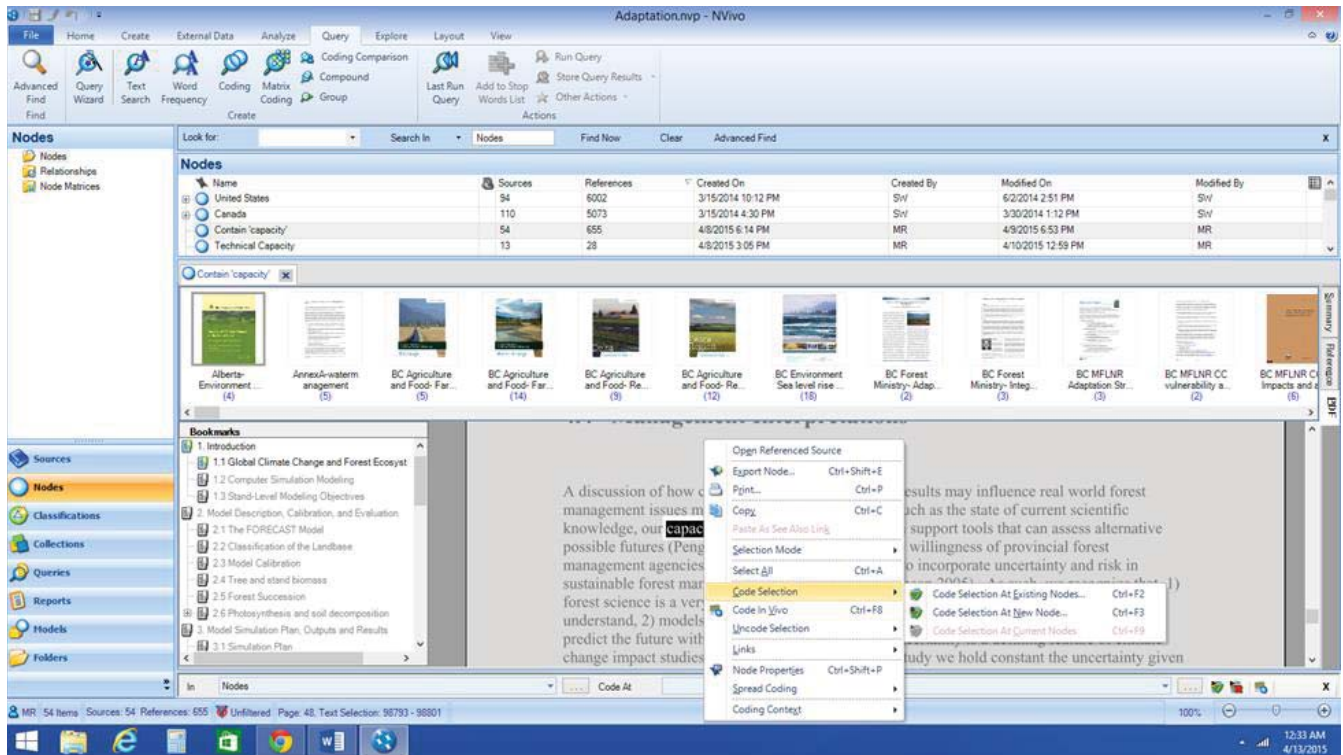 Adaptation.nvp - NVivo
File Home Create External Data Analyze Query Explore Layout View
Advanced Find
Query Wizard
Text Search
Word Frequency
Coding
Matrix Coding
Coding Comparison
Compound
Group
Last Run Query
Add to Stop Words List
Run Query
Store Query Results
Other Actions
Find Create Actions
Nodes
Nodes
Relationships
Node Matrices
Look for: Search In Nodes Find Now Clear Advanced Find x
Nodes
Name Sources References Created On Created By Modified On Modified By
United States 94 6002 3/15/2014 10:12 PM SW 6/2/2014 2:51 PM SW
Canada 110 5073 3/15/2014 4:30 PM SW 3/30/2014 1:12 PM SW
Contain 'capacity' 54 655 4/8/2015 6:14 PM MR 4/9/2015 6:53 PM MR
Technical Capacity 13 28 4/8/2015 3:05 PM MR 4/10/2015 12:59 PM MR
Contain 'capacity'
Alberta- Environment ... (4)
AnnexA-waterm anagement (5)
BC Agriculture and Food- Far... (5)
BC Agriculture and Food- Far... (14)
BC Agriculture and Food- Re... (9)
BC Agriculture and Food- Re... (12)
BC Environment Sea level rise ... (18)
BC Forest Ministry- Adap... (2)
BC Forest Ministry- Integ... (3)
BC MFLNR Adaptation Str... (3)
BC MFLNR CC vulnerability a... (2)
BC MFLNR C Impacts and a (6)
Summary
Reference
PDF
Bookmarks
1. Introduction
1.1 Global Climate Change and Forest Ecosyst
1.2 Computer Simulation Modeling
1.3 Stand-Level Modeling Objectives
2. Model Description, Calibration, and Evaluation
2.1 The FORECAST Model
2.2 Classification of the Landbase
2.3 Model Calibration
2.4 Tree and stand biomass
2.5 Forest Succession
2.6 Photosynthesis and soil decomposition
3. Model Simulation Plan, Outputs and Results
3.1 Simulation Plan
A discussion of how esults may influence real world forest
management issues m uch as the state of current scientific
knowledge, our capac support tools that can assess alternative
possible futures (Peng willingness of provincial forest
management agencies o incorporate uncertainty and risk in
sustainable forest mar 1)
forest science is a very
understand, 2) models
predict the future with
change impact studies tudy we hold constant the uncertainty given
Open Referenced Source
Export Node... Ctrl+Shift+E
Print... Ctrl+P
Copy Ctrl+C
Paste As See Also Link
Selection Mode
Select All Ctrl+A
Code Selection
Code In Vivo Ctrl+F8
Uncode Selection
Links
Node Properties Ctrl+Shift+P
Spread Coding
Coding Context
Code Selection At Existing Nodes... Ctrl+F2
Code Selection At New Node... Ctrl+F3
Code Selection At Current Nodes Ctrl+F9
Sources
Nodes
Classifications
Collections
Queries
Reports
Models
Folders
In Nodes ... Code At ... x
MR 54 Items Sources: 54 References: 655 Unfiltered Page: 48, Text Selection: 98793 - 98801 100%
12:33 AM
4/13/2015